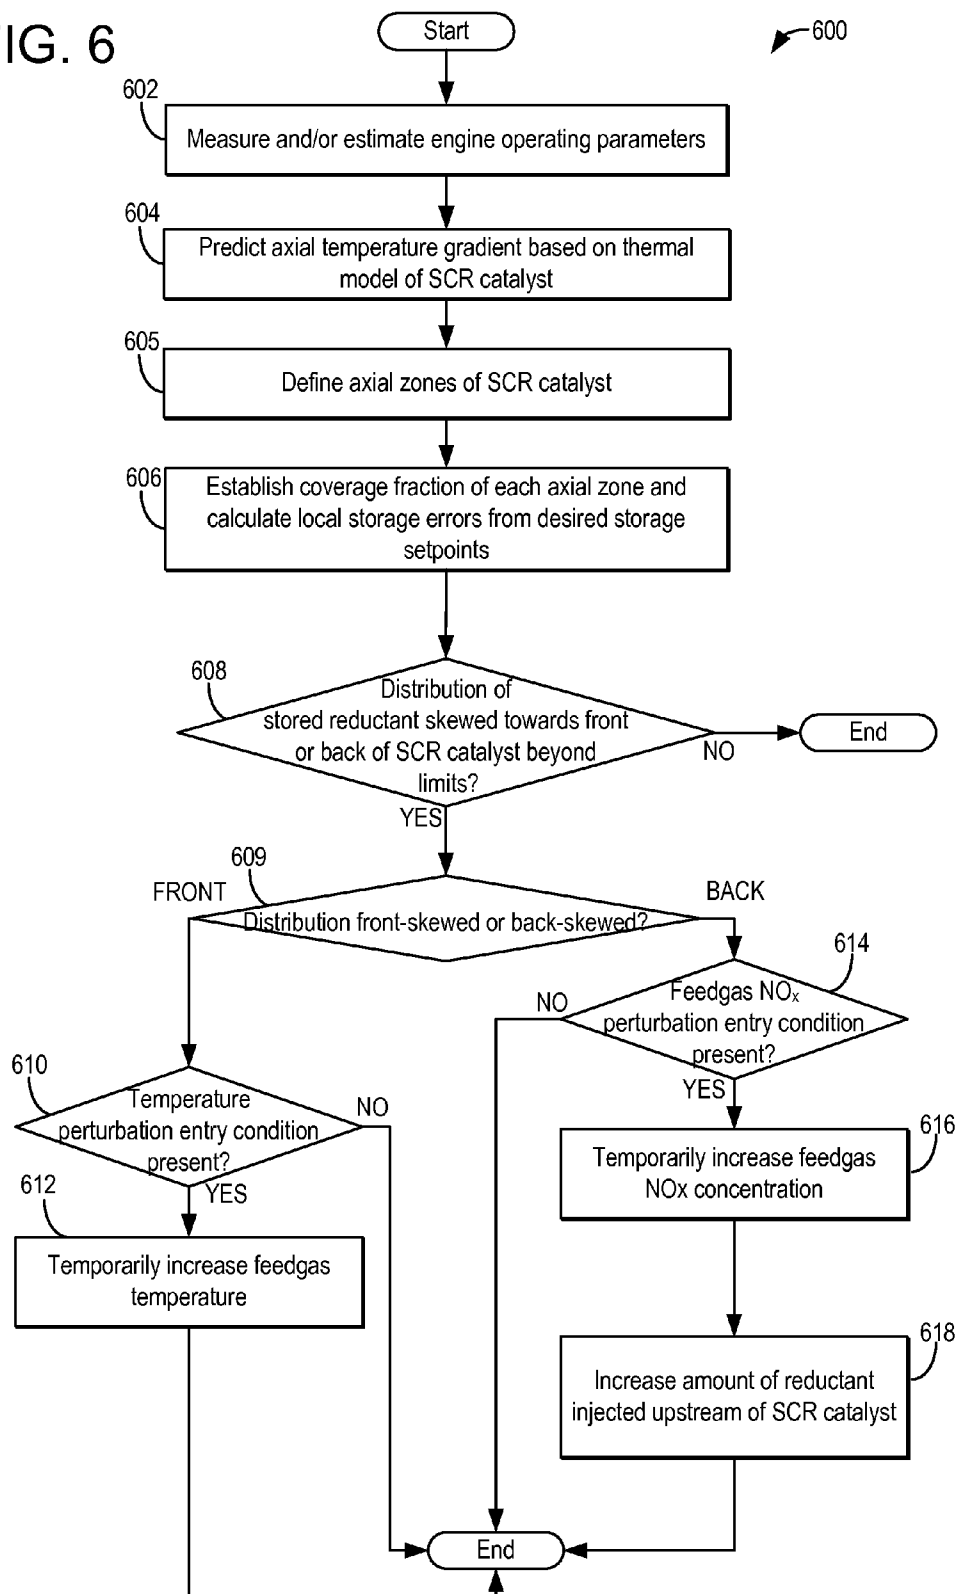 IG. 6
Start
600
602
Measure and/or estimate engine operating parameters
604
Predict axial temperature gradient based on thermal
model of SCR catalyst
605
Define axial zones of SCR catalyst
606
Establish coverage fraction of each axial zone and
calculate local storage errors from desired storage
setpoints
608
Distribution of
stored reductant skewed towards front
or back of SCR catalyst beyond
limits?
NO
End
YES
609
FRONT
BACK
Distribution front-skewed or back-skewed?
614
NO
Feedgas NOx
perturbation entry condition
present?
YES
610
Temperature
perturbation entry condition
present?
NO
YES
616
Temporarily increase feedgas
NOx concentration
612
Temporarily increase feedgas
temperature
618
Increase amount of reductant
injected upstream of SCR catalyst
End